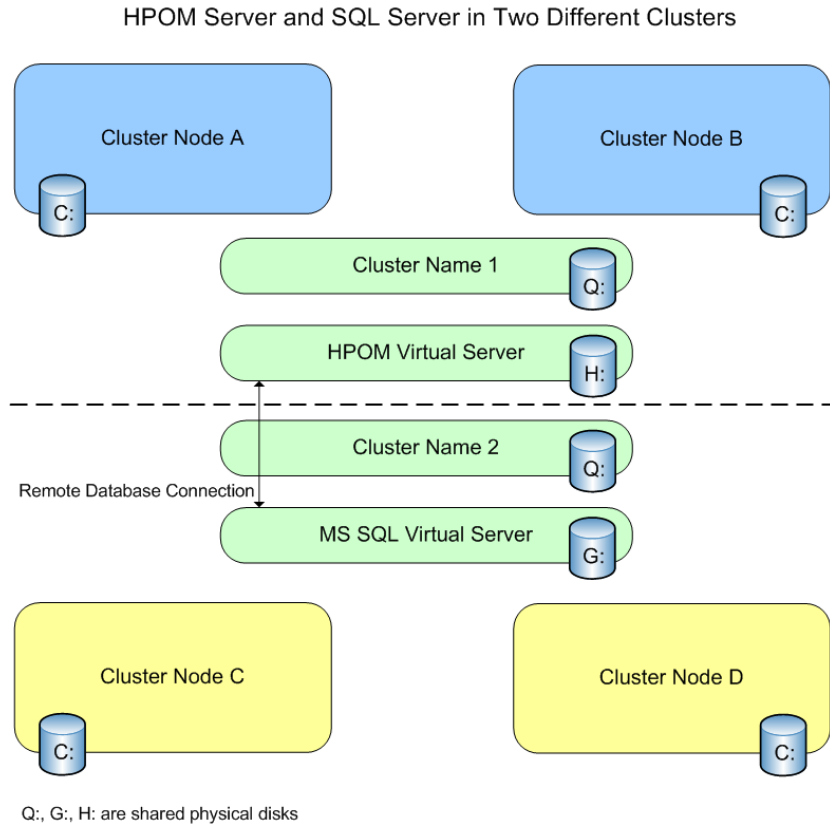 HPOM Server and SQL Server in Two Different Clusters
Cluster Node A
Cluster Node B
C:
C:
Cluster Name 1
Q:
HPOM Virtual Server
H:
Cluster Name 2
Q:
Remote Database Connection
MS SQL Virtual Server
G:
Cluster Node C
Cluster Node D
C:
C:
Q:, G:, H: are shared physical disks